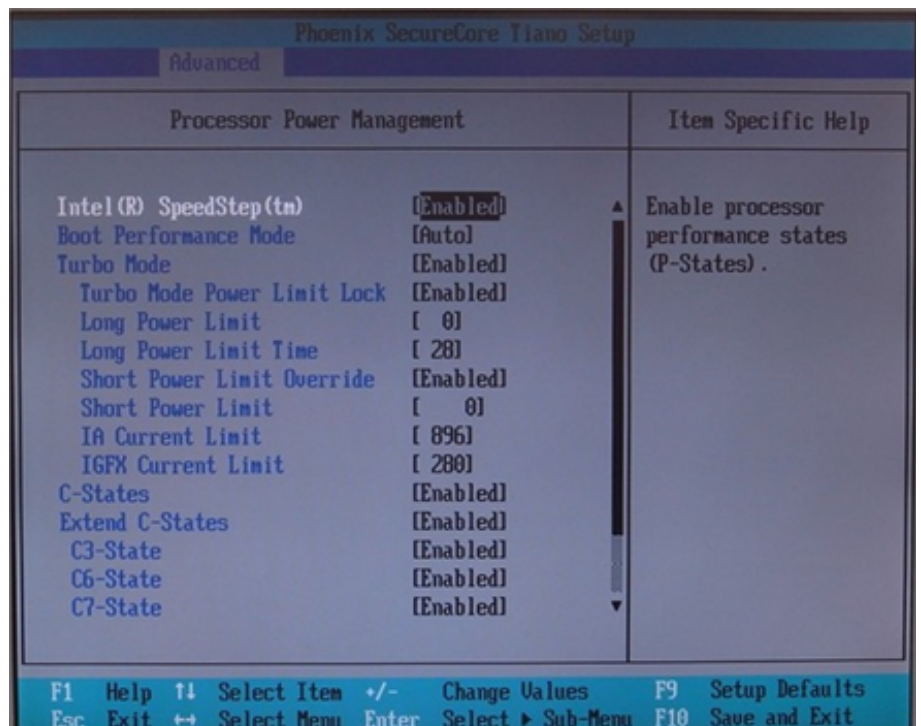 Phoenix SecureCore Tiano Setup
Advanced
Processor Power Management
Item Specific Help
Intel(R) SpeedStep(tm) [Enabled]
Boot Performance Mode [Auto]
Turbo Mode [Enabled]
Turbo Mode Power Limit Lock [Enabled]
Long Power Limit [ 0]
Long Power Limit Time [ 28]
Short Power Limit Override [Enabled]
Short Power Limit [ 0]
IA Current Limit [ 896]
IGFX Current Limit [ 280]
C-States [Enabled]
Extend C-States [Enabled]
C3-State [Enabled]
C6-State [Enabled]
C7-State [Enabled]
Enable processor
performance states
(P-States).
F1 Help ↑↓ Select Item +/- Change Values F9 Setup Defaults
Esc Exit ↔ Select Menu Enter Select ▶ Sub-Menu F10 Save and Exit